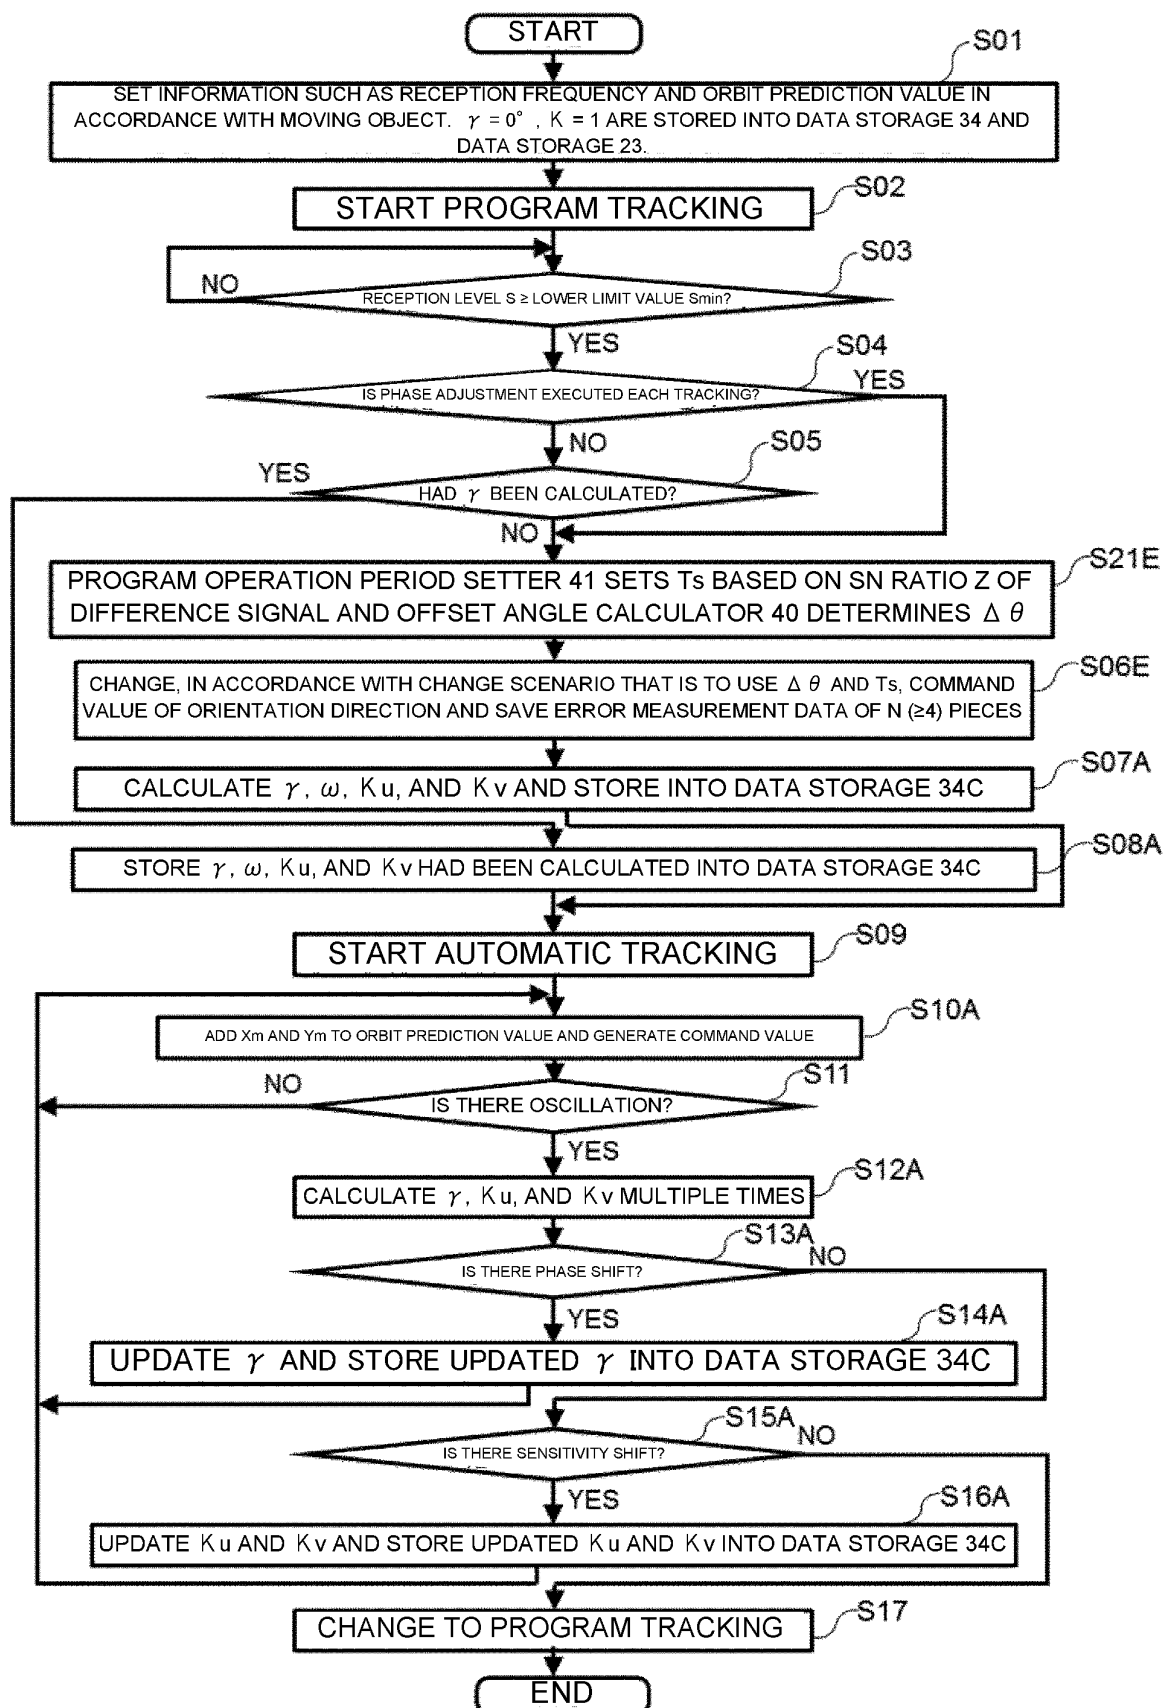 START
S01
SET INFORMATION SUCH AS RECEPTION FREQUENCY AND ORBIT PREDICTION VALUE IN
ACCORDANCE WITH MOVING OBJECT. γ = 0°, K = 1 ARE STORED INTO DATA STORAGE 34 AND
DATA STORAGE 23.
S02
START PROGRAM TRACKING
S03
NO
RECEPTION LEVEL S ≥ LOWER LIMIT VALUE Smin?
YES
S04
IS PHASE ADJUSTMENT EXECUTED EACH TRACKING?
YES
NO
S05
YES
HAD γ BEEN CALCULATED?
NO
S21E
PROGRAM OPERATION PERIOD SETTER 41 SETS Ts BASED ON SN RATIO Z OF
DIFFERENCE SIGNAL AND OFFSET ANGLE CALCULATOR 40 DETERMINES Δθ
S06E
CHANGE, IN ACCORDANCE WITH CHANGE SCENARIO THAT IS TO USE Δθ AND Ts, COMMAND
VALUE OF ORIENTATION DIRECTION AND SAVE ERROR MEASUREMENT DATA OF N (≥4) PIECES
S07A
CALCULATE γ, ω, Ku, AND Kv AND STORE INTO DATA STORAGE 34C
S08A
STORE γ, ω, Ku, AND Kv HAD BEEN CALCULATED INTO DATA STORAGE 34C
S09
START AUTOMATIC TRACKING
S10A
ADD Xm AND Ym TO ORBIT PREDICTION VALUE AND GENERATE COMMAND VALUE
S11
NO
IS THERE OSCILLATION?
YES
S12A
CALCULATE γ, Ku, AND Kv MULTIPLE TIMES
S13A
NO
IS THERE PHASE SHIFT?
YES
S14A
UPDATE γ AND STORE UPDATED γ INTO DATA STORAGE 34C
S15A
NO
IS THERE SENSITIVITY SHIFT?
YES
S16A
UPDATE Ku AND Kv AND STORE UPDATED Ku AND Kv INTO DATA STORAGE 34C
S17
CHANGE TO PROGRAM TRACKING
END